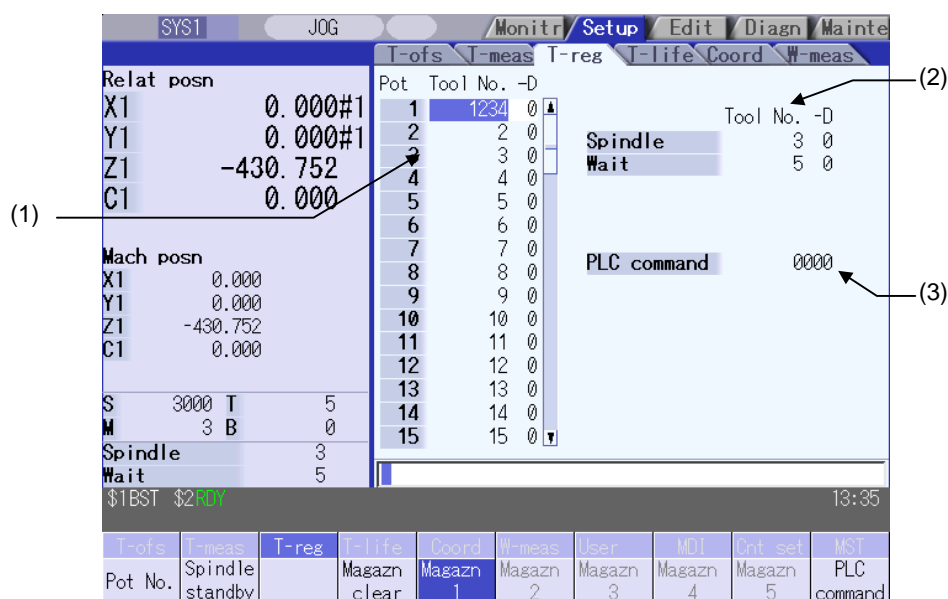 SYS1 JOG Monitr Setup Edit Diagn Mainte
T-ofs T-meas T-reg T-life Coord W-meas
Relat posn
X1 0.000#1
Y1 0.000#1
Z1 -430.752
C1 0.000
Mach posn
X1 0.000
Y1 0.000
Z1 -430.752
C1 0.000
S 3000 T 5
M 3 B 0
Spindle 3
Wait 5
Pot Tool No. -D
1 1234 0
2 2 0
3 3 0
4 4 0
5 5 0
6 6 0
7 7 0
8 8 0
9 9 0
10 10 0
11 11 0
12 12 0
13 13 0
14 14 0
15 15 0
Tool No. -D
Spindle 3 0
Wait 5 0
PLC command 0000
(1)
(2)
(3)
$1BST $2RDY 13:35
T-ofs T-meas T-reg T-life Coord W-meas User MDI Cnt set MST
Pot No. Spindle standby Magazn clear Magazn 1 Magazn 2 Magazn 3 Magazn 4 Magazn 5 PLC command